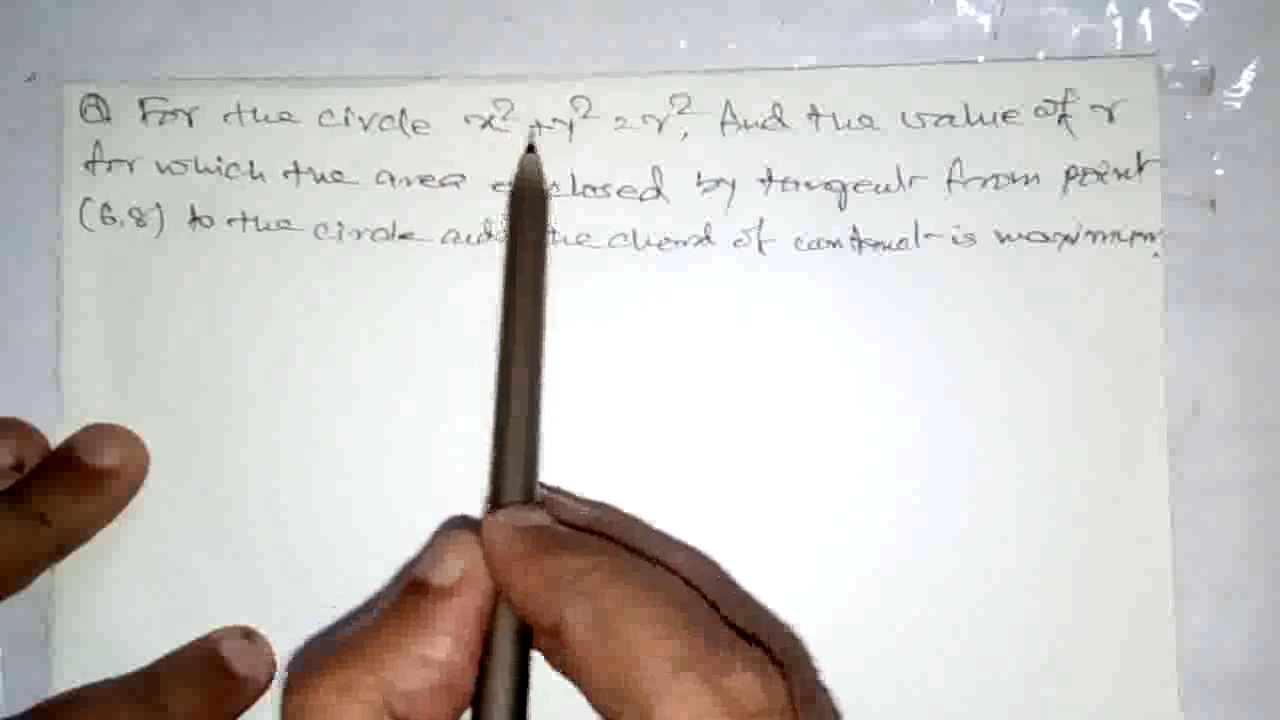 Q For the circle x²+y²=r², find the value of r
for which the area enclosed by tangents from point
(6,8) to the circle and the chord of contact is maximum.